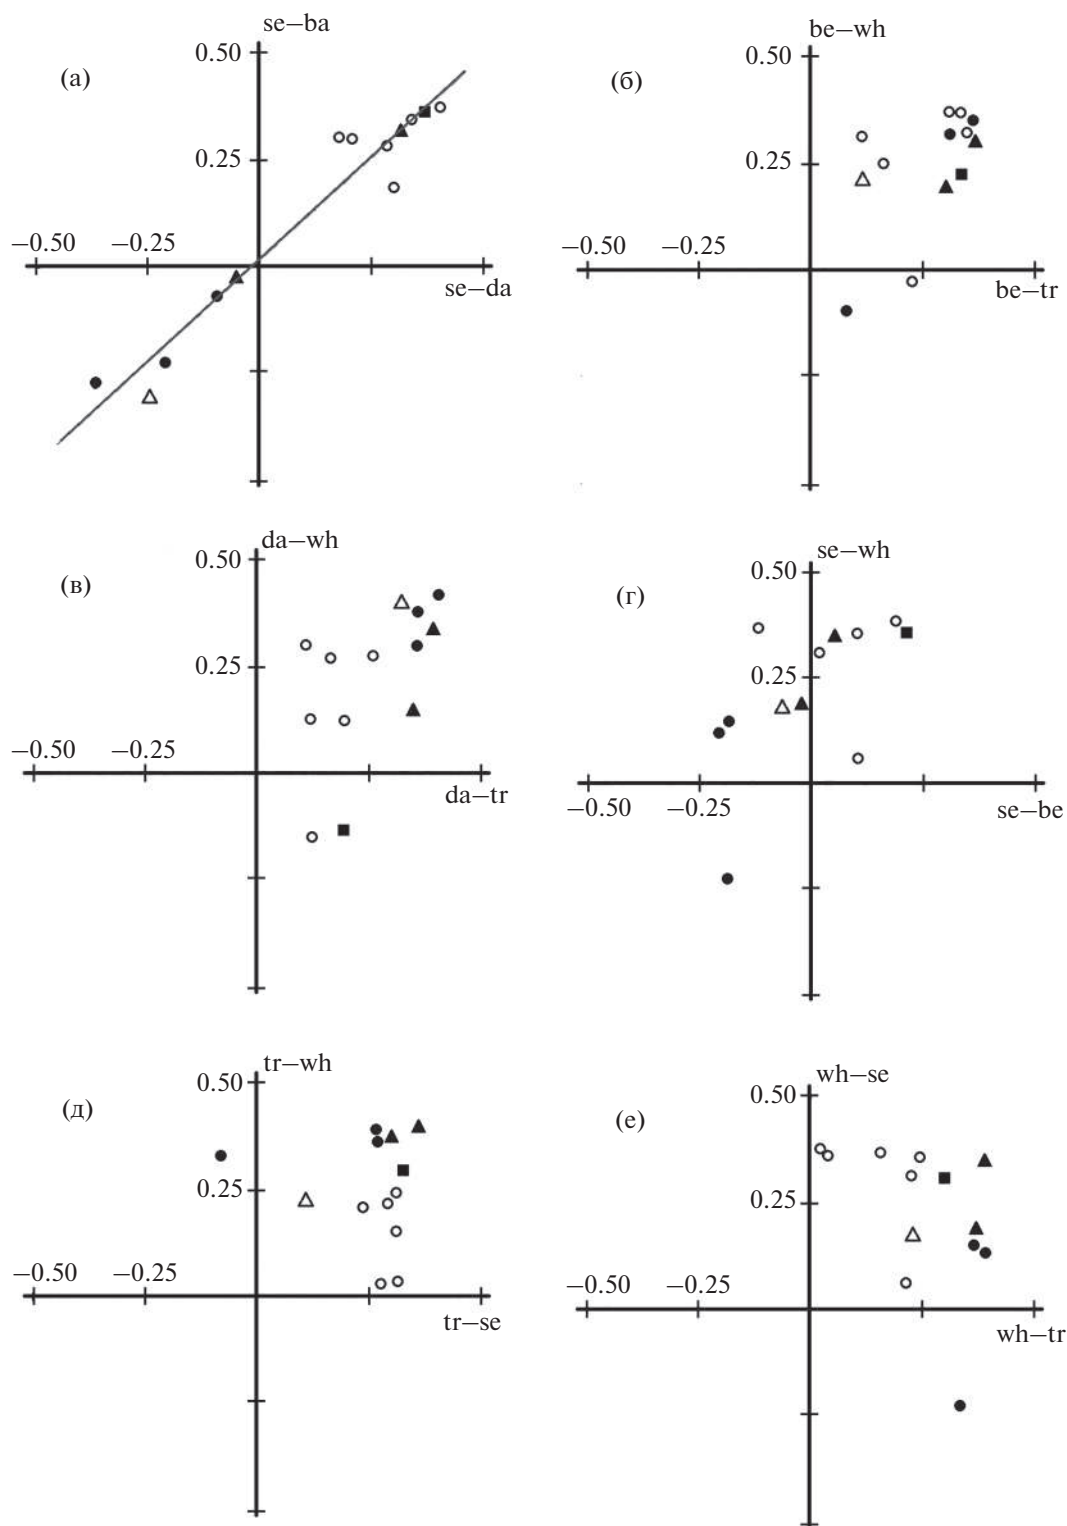 se–ba
0.50
(а)
0.25
–0.50
–0.25
se–da
be–wh
0.50
(б)
0.25
–0.50
–0.25
be–tr
da–wh
0.50
(в)
0.25
–0.50
–0.25
da–tr
se–wh
0.50
(г)
0.25
–0.50
–0.25
se–be
tr–wh
0.50
(д)
0.25
–0.50
–0.25
tr–se
wh–se
0.50
(е)
0.25
–0.50
–0.25
wh–tr